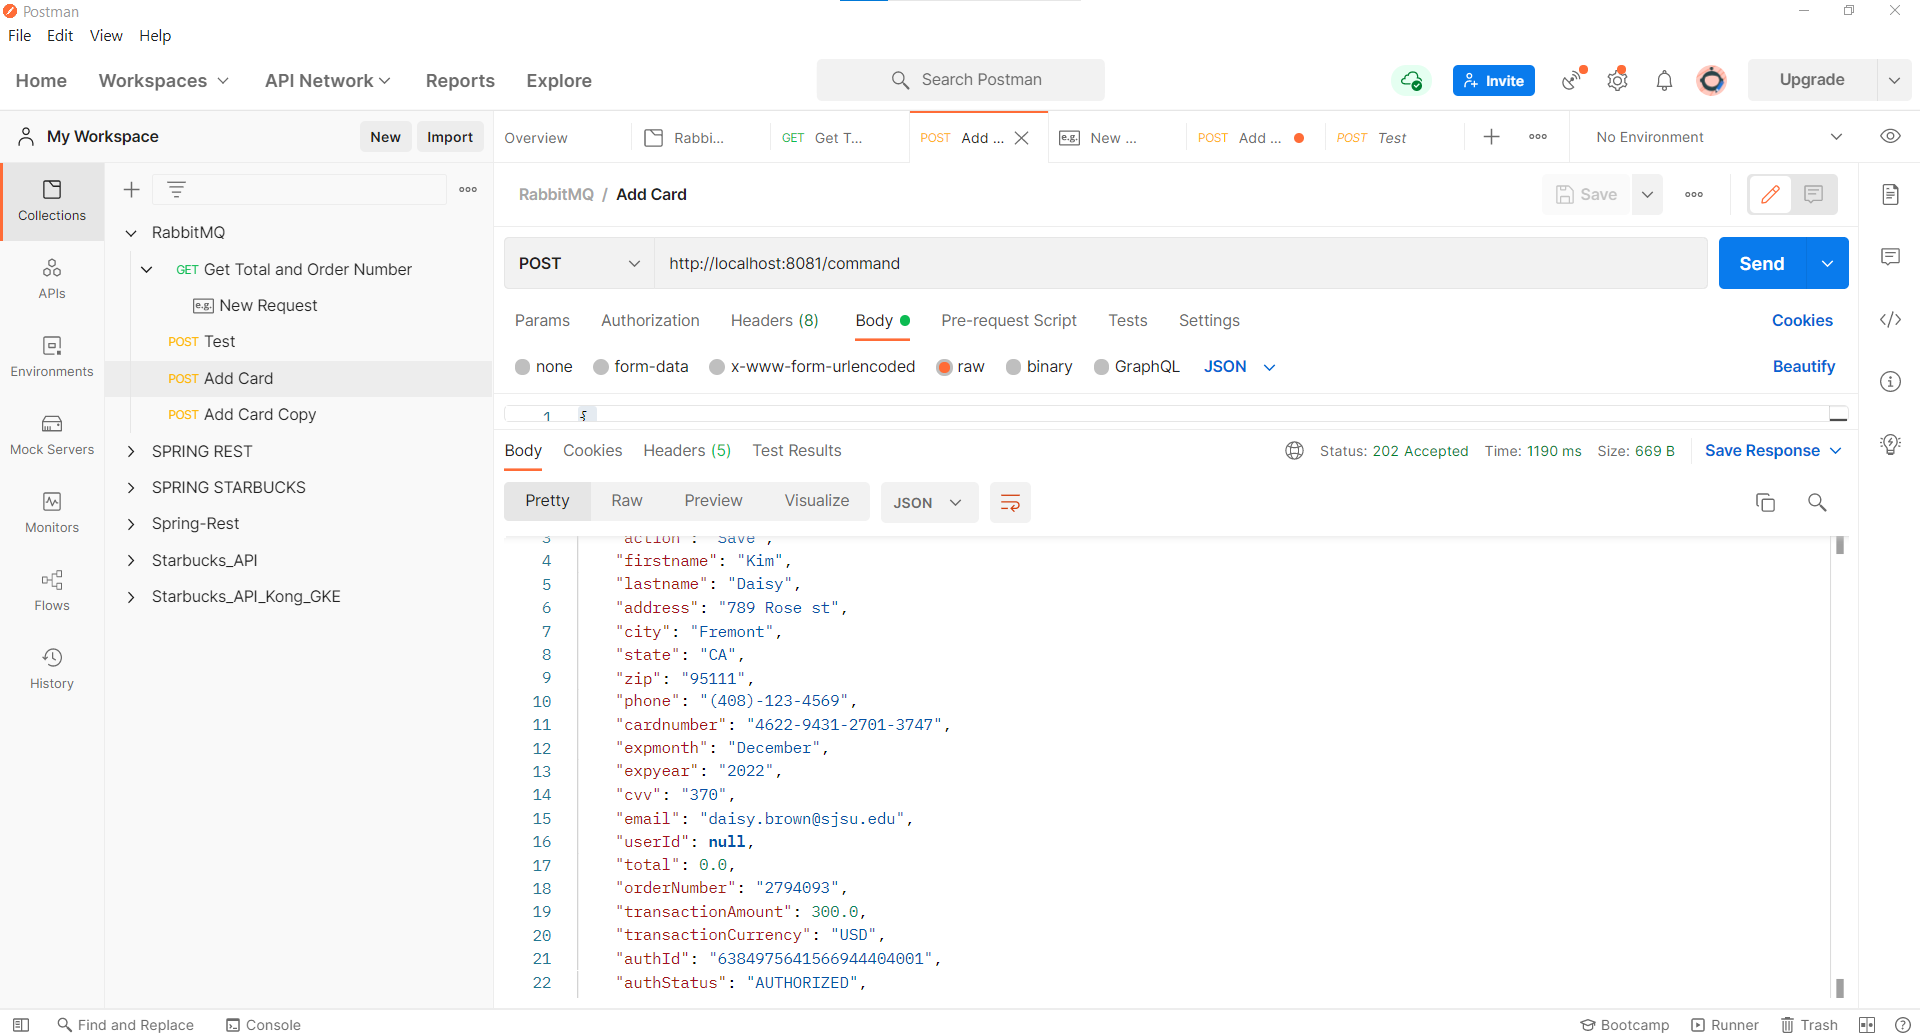 Postman
File Edit View Help
Home Workspaces API Network Reports Explore Search Postman Invite Upgrade
My Workspace New Import Overview Rabbi... GET Get T... POST Add ... e.g. New ... POST Add ... POST Test No Environment
Collections
APIs
Environments
Mock Servers
Monitors
Flows
History
RabbitMQ
GET Get Total and Order Number
e.g. New Request
POST Test
POST Add Card
POST Add Card Copy
SPRING REST
SPRING STARBUCKS
Spring-Rest
Starbucks_API
Starbucks_API_Kong_GKE
RabbitMQ / Add Card Save
POST http://localhost:8081/command Send
Params Authorization Headers (8) Body Pre-request Script Tests Settings Cookies
none form-data x-www-form-urlencoded raw binary GraphQL JSON Beautify
1 {
Body Cookies Headers (5) Test Results Status: 202 Accepted Time: 1190 ms Size: 669 B Save Response
Pretty Raw Preview Visualize JSON
3 "action": "Save",
4 "firstname": "Kim",
5 "lastname": "Daisy",
6 "address": "789 Rose st",
7 "city": "Fremont",
8 "state": "CA",
9 "zip": "95111",
10 "phone": "(408)-123-4569",
11 "cardnumber": "4622-9431-2701-3747",
12 "expmonth": "December",
13 "expyear": "2022",
14 "cvv": "370",
15 "email": "daisy.brown@sjsu.edu",
16 "userId": null,
17 "total": 0.0,
18 "orderNumber": "2794093",
19 "transactionAmount": 300.0,
20 "transactionCurrency": "USD",
21 "authId": "6384975641566944404001",
22 "authStatus": "AUTHORIZED",
Find and Replace Console Bootcamp Runner Trash